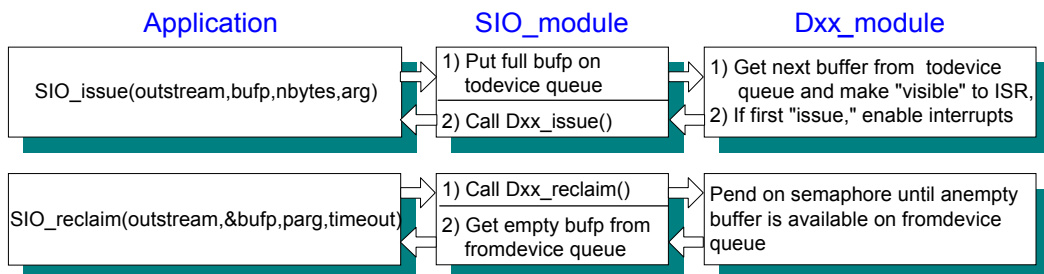 Application
SIO_module
Dxx_module
SIO_issue(outstream,bufp,nbytes,arg)
1) Put full bufp on
todevice queue
2) Call Dxx_issue()
1) Get next buffer from todevice
queue and make "visible" to ISR,
2) If first "issue," enable interrupts
SIO_reclaim(outstream,&bufp,parg,timeout)
1) Call Dxx_reclaim()
2) Get empty bufp from
fromdevice queue
Pend on semaphore until anempty
buffer is available on fromdevice
queue